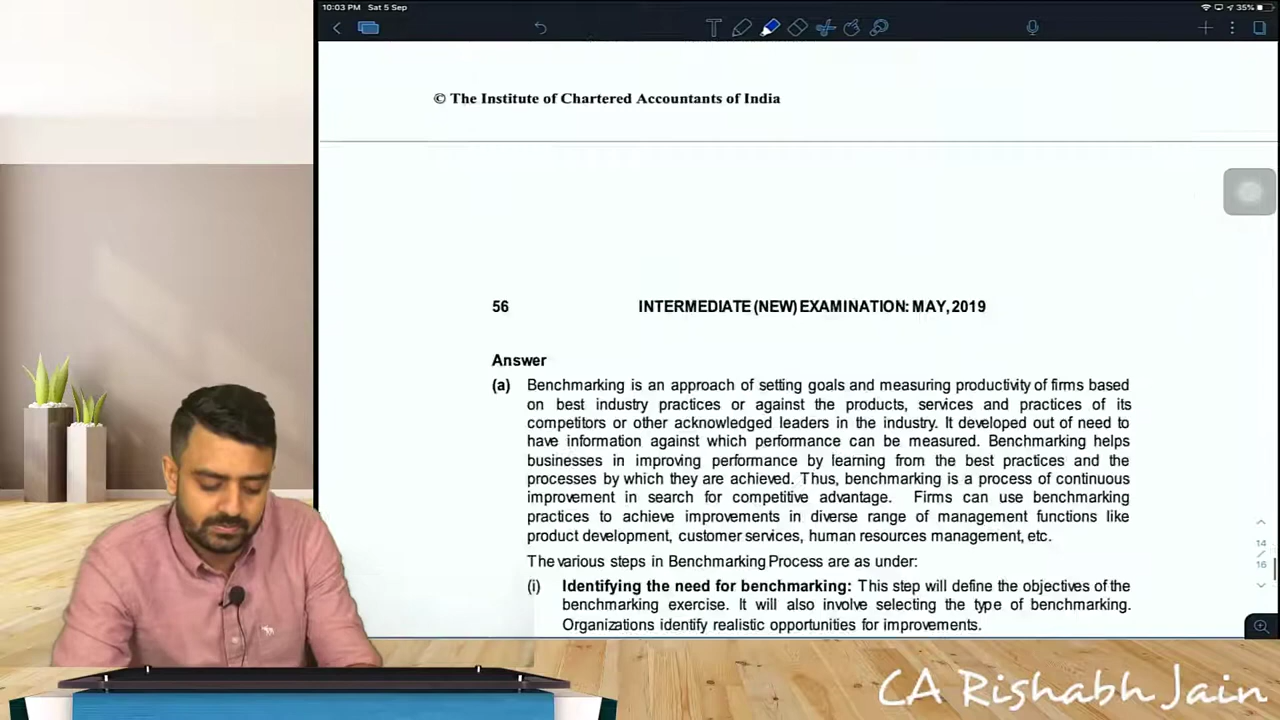 10:03 PM Sat 5 Sep
35%
T
© The Institute of Chartered Accountants of India
56 INTERMEDIATE (NEW) EXAMINATION: MAY, 2019
Answer
(a) Benchmarking is an approach of setting goals and measuring productivity of firms based
on best industry practices or against the products, services and practices of its
competitors or other acknowledged leaders in the industry. It developed out of need to
have information against which performance can be measured. Benchmarking helps
businesses in improving performance by learning from the best practices and the
processes by which they are achieved. Thus, benchmarking is a process of continuous
improvement in search for competitive advantage. Firms can use benchmarking
practices to achieve improvements in diverse range of management functions like
product development, customer services, human resources management, etc.
The various steps in Benchmarking Process are as under:
(i) Identifying the need for benchmarking: This step will define the objectives of the
benchmarking exercise. It will also involve selecting the type of benchmarking.
Organizations identify realistic opportunities for improvements.
14
/
16
CA Rishabh Jain